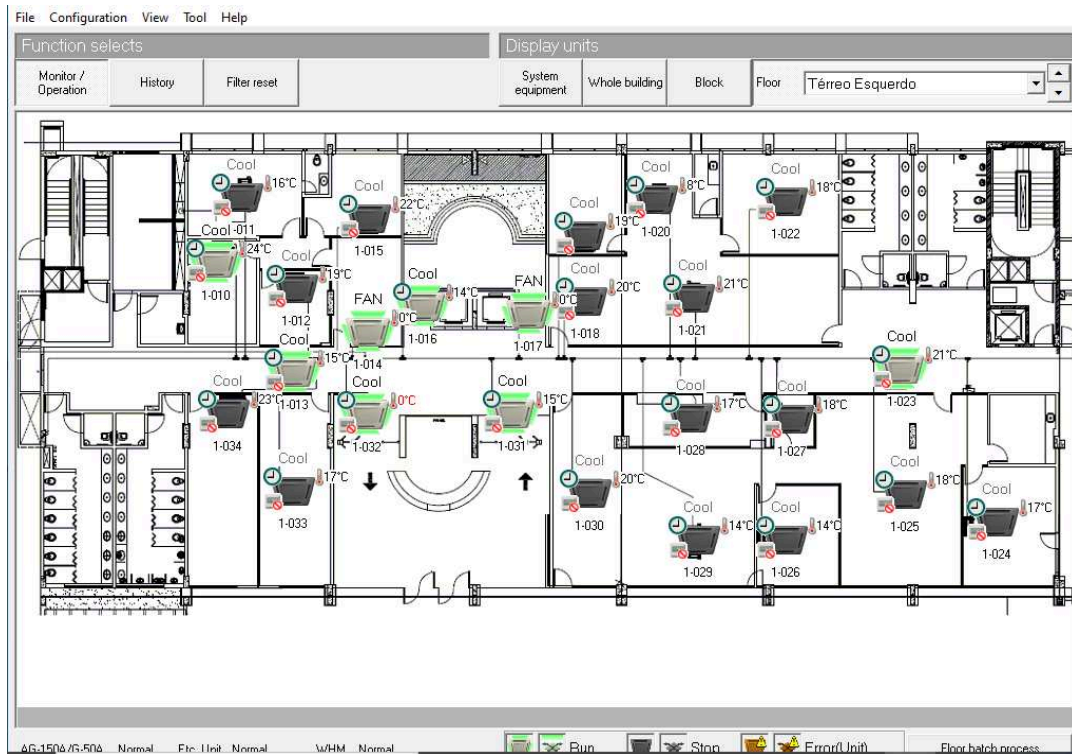 File Configuration View Tool Help
Function selects
Display units
Monitor / Operation
History
Filter reset
System equipment
Whole building
Block
Floor
Térreo Esquerdo
Cool
16°C
-011
Cool
22°C
1-015
Cool
8°C
1-020
Cool
18°C
1-022
Cool
19°C
Cool
24°C
1-010
Cool
19°C
1-012
FAN
0°C
1-014
Cool
14°C
1-016
FAN
0°C
1-017
Cool
20°C
1-018
Cool
21°C
1-021
Cool
15°C
1-013
Cool
21°C
1-023
Cool
23°C
1-034
Cool
0°C
1-032
Cool
15°C
1-031
Cool
17°C
1-028
Cool
18°C
1-027
Cool
17°C
1-033
Cool
20°C
1-030
Cool
14°C
1-029
Cool
14°C
1-026
Cool
18°C
1-025
Cool
17°C
1-024
AG-150A/G-50A Normal Etc. Unit Normal WHM Normal
Run
Stop
Error(Unit)
Floor batch process